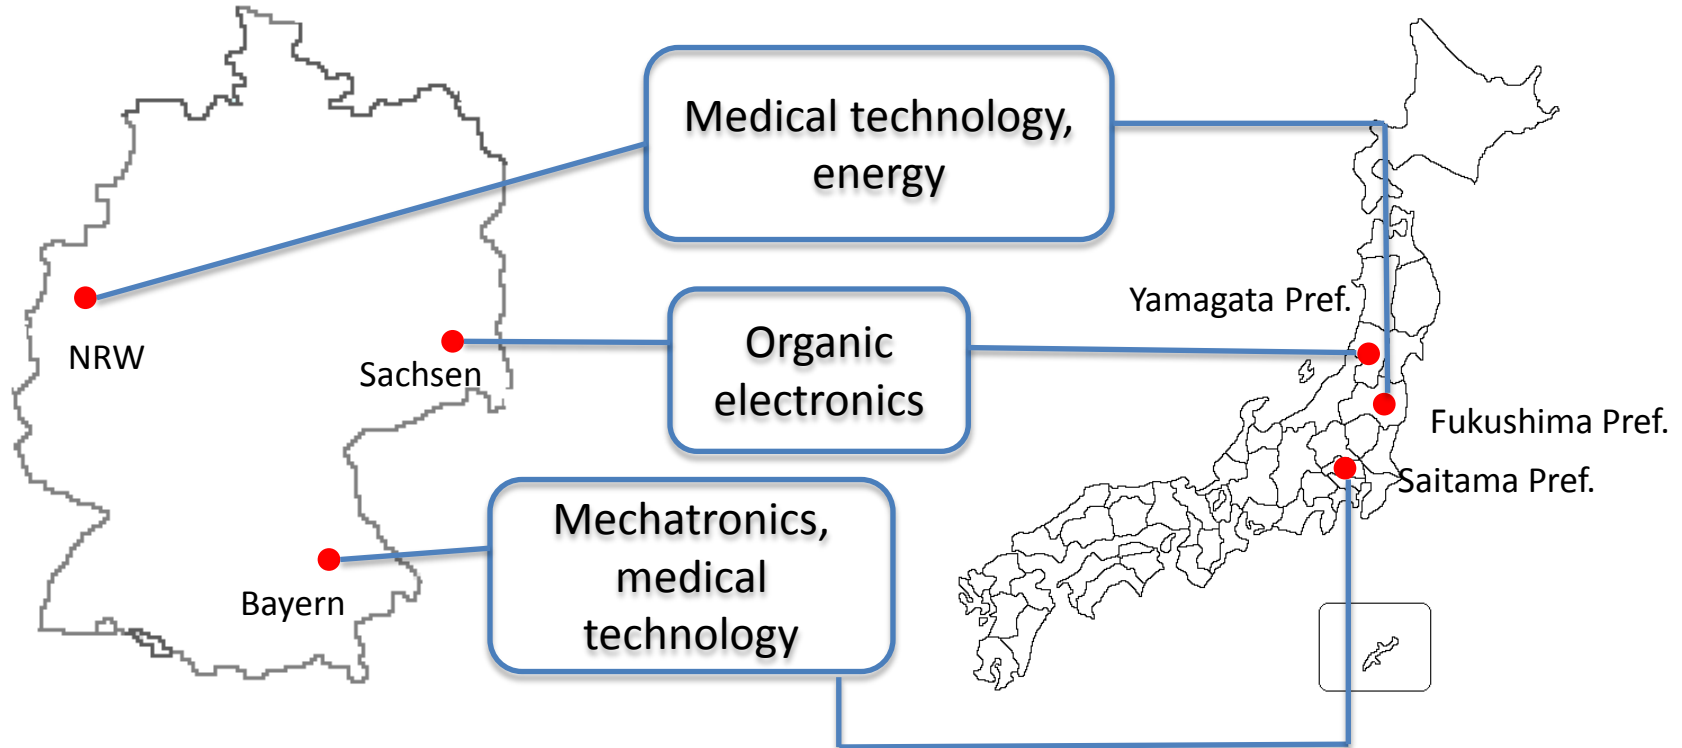 Medical technology,
energy
Yamagata Pref.
NRW
Sachsen
Organic
electronics
Fukushima Pref.
Saitama Pref.
Bayern
Mechatronics,
medical
technology